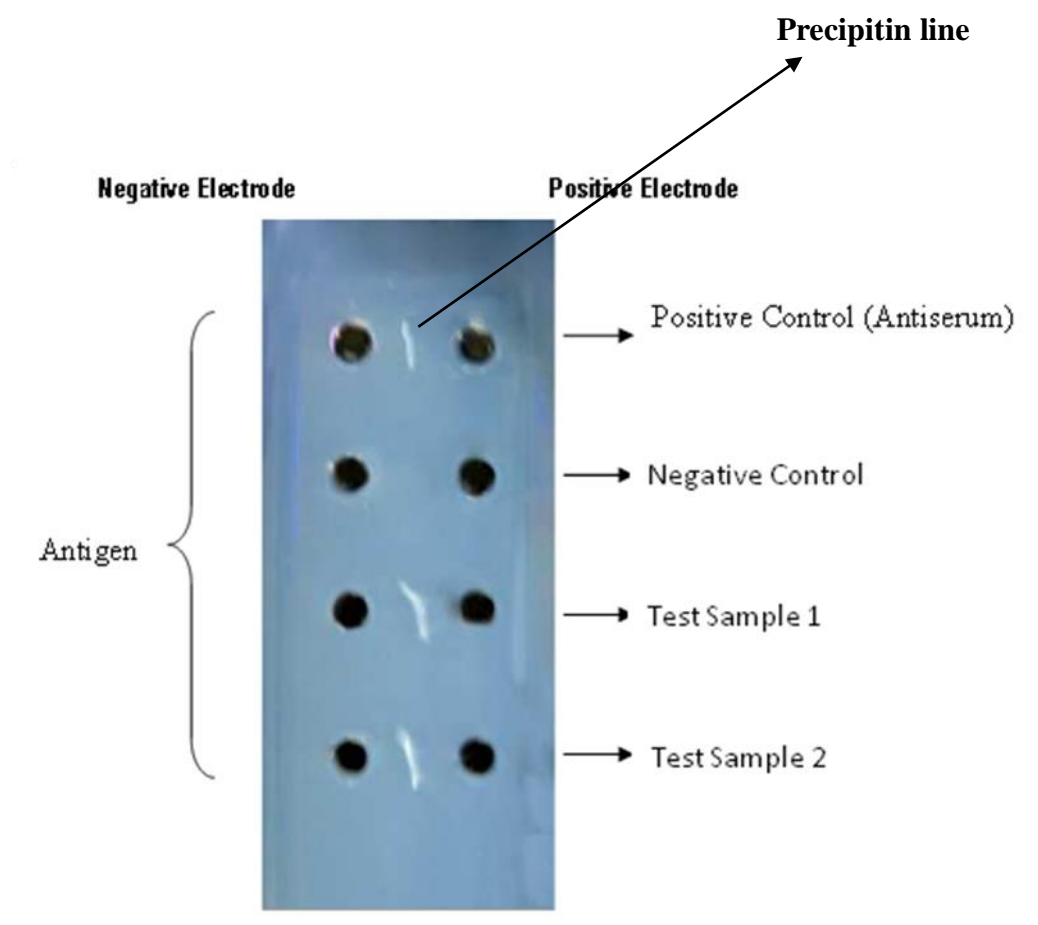 Precipitin line
Negative Electrode
Positive Electrode
Positive Control (Antiserum)
Negative Control
Antigen
Test Sample 1
Test Sample 2